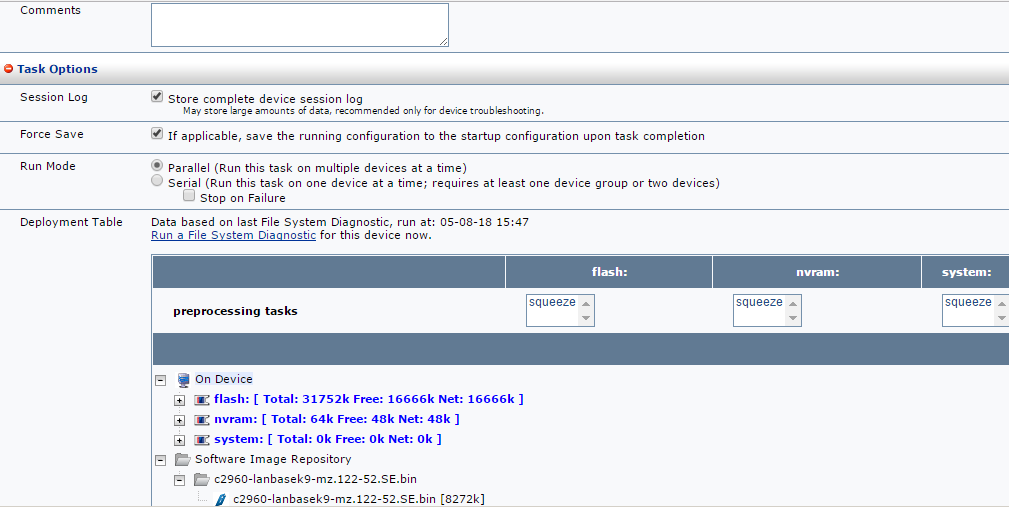 Comments
Task Options
Session Log
Store complete device session log
May store large amounts of data, recommended only for device troubleshooting.
Force Save
If applicable, save the running configuration to the startup configuration upon task completion
Run Mode
Parallel (Run this task on multiple devices at a time)
Serial (Run this task on one device at a time; requires at least one device group or two devices)
Stop on Failure
Deployment Table
Data based on last File System Diagnostic, run at: 05-08-18 15:47
Run a File System Diagnostic for this device now.
flash: nvram: system:
preprocessing tasks squeeze squeeze squeeze
On Device
flash: [ Total: 31752k Free: 16666k Net: 16666k ]
nvram: [ Total: 64k Free: 48k Net: 48k ]
system: [ Total: 0k Free: 0k Net: 0k ]
Software Image Repository
c2960-lanbasek9-mz.122-52.SE.bin
c2960-lanbasek9-mz.122-52.SE.bin [8272k]